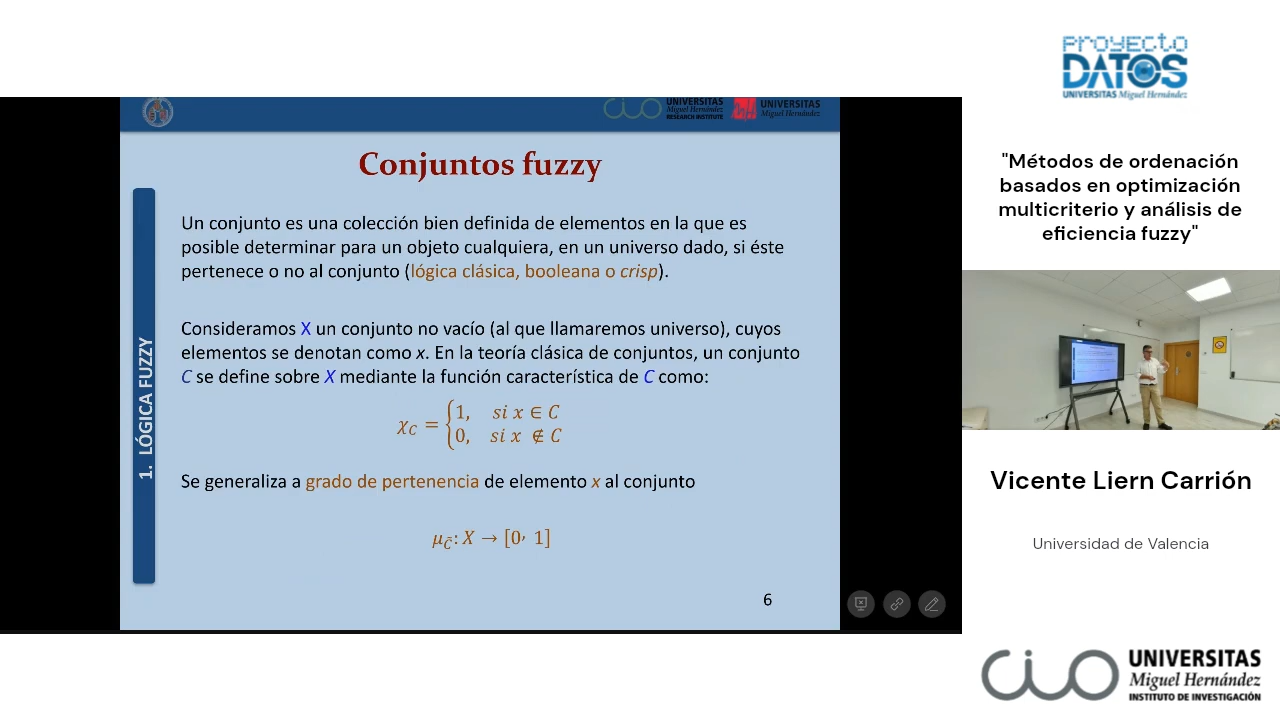 PROYECTO
DATOS
UNIVERSITAS Miguel Hernández
"Métodos de ordenación
basados en optimización
multicriterio y análisis de
eficiencia fuzzy"
CIO
UNIVERSITAS
Miguel Hernández
RESEARCH INSTITUTE
UNIVERSITAS
Miguel Hernández
Conjuntos fuzzy
1. LÓGICA FUZZY
Un conjunto es una colección bien definida de elementos en la que es
posible determinar para un objeto cualquiera, en un universo dado, si éste
pertenece o no al conjunto (lógica clásica, booleana o crisp).
Consideramos X un conjunto no vacío (al que llamaremos universo), cuyos
elementos se denotan como x. En la teoría clásica de conjuntos, un conjunto
C se define sobre X mediante la función característica de C como:
χ_C = { 1, si x ∈ C
0, si x ∉ C
Se generaliza a grado de pertenencia de elemento x al conjunto
μ_C̃: X → [0, 1]
6
Vicente Liern Carrión
Universidad de Valencia
CIO
UNIVERSITAS
Miguel Hernández
INSTITUTO DE INVESTIGACIÓN